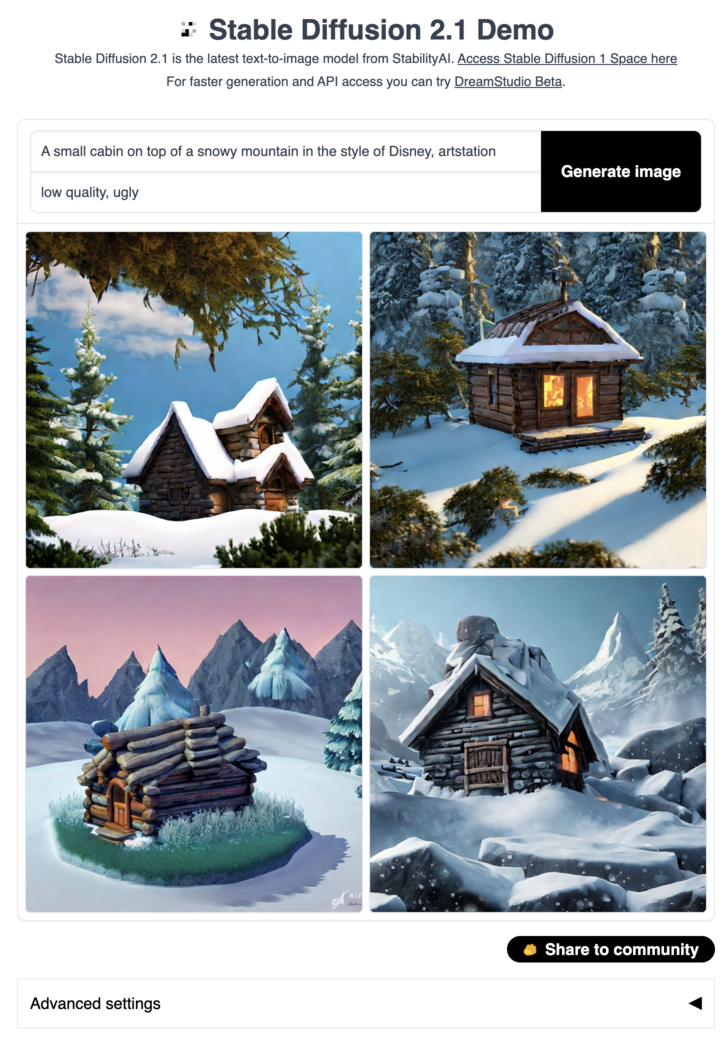 Stable Diffusion 2.1 Demo
Stable Diffusion 2.1 is the latest text-to-image model from StabilityAI. Access Stable Diffusion 1 Space here
For faster generation and API access you can try DreamStudio Beta.
A small cabin on top of a snowy mountain in the style of Disney, artstation
Generate image
low quality, ugly
Share to community
Advanced settings